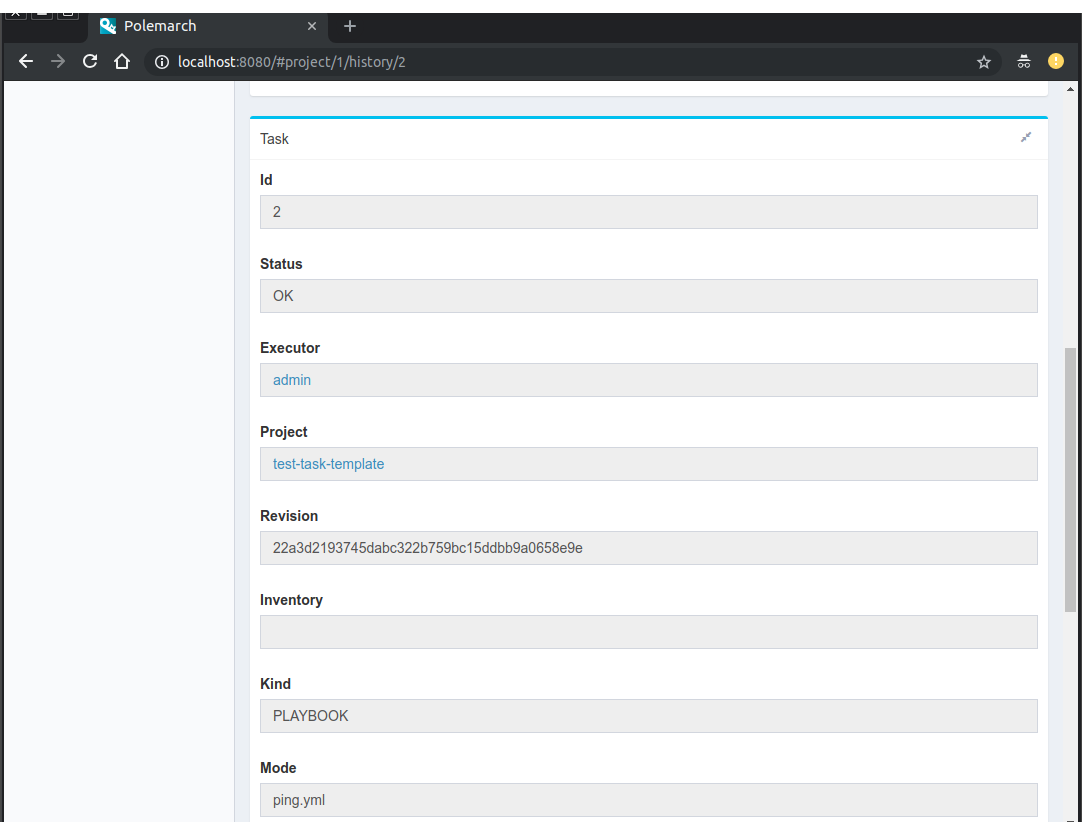 Polemarch
localhost:8080/#project/1/history/2
Task
Id
2
Status
OK
Executor
admin
Project
test-task-template
Revision
22a3d2193745dabc322b759bc15ddbb9a0658e9e
Inventory
Kind
PLAYBOOK
Mode
ping.yml